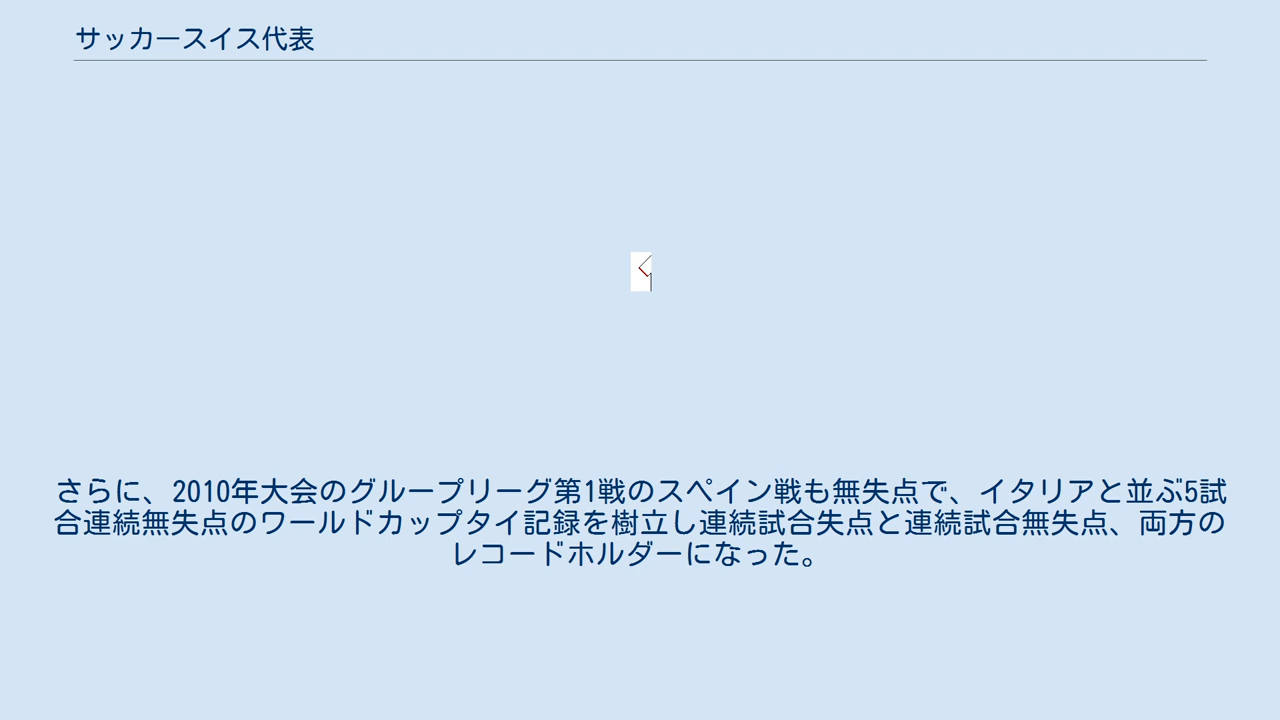 サッカースイス代表
さらに、2010年大会のグループリーグ第1戦のスペイン戦も無失点で、イタリアと並ぶ5試
合連続無失点のワールドカップタイ記録を樹立し連続試合失点と連続試合無失点、両方の
レコードホルダーになった。